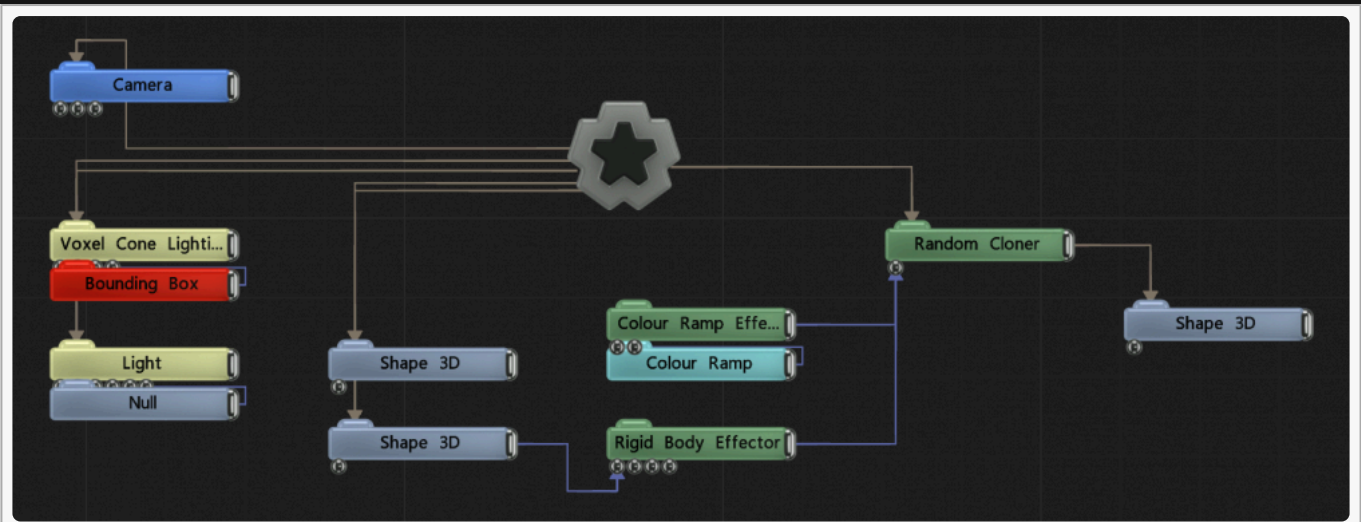 Camera
Voxel Cone Lighti...
Bounding Box
Light
Null
Shape 3D
Shape 3D
Colour Ramp Effe...
Colour Ramp
Rigid Body Effector
Random Cloner
Shape 3D